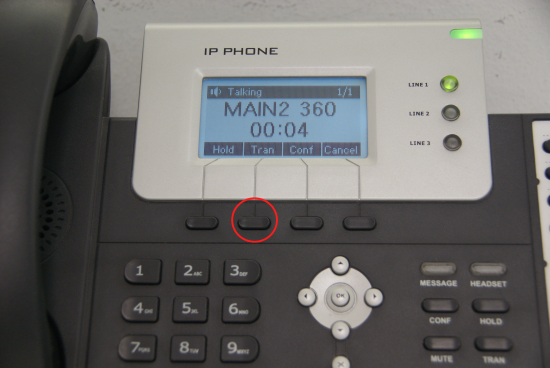 IP PHONE
Talking 1/1
MAIN2 360
00:04
Hold Tran Conf Cancel
LINE 1
LINE 2
LINE 3
1 2ABC 3DEF
4GHI 5JKL 6MNO
7PQRS 8TUV 9WXYZ
OK
MESSAGE HEADSET
CONF HOLD
MUTE TRAN